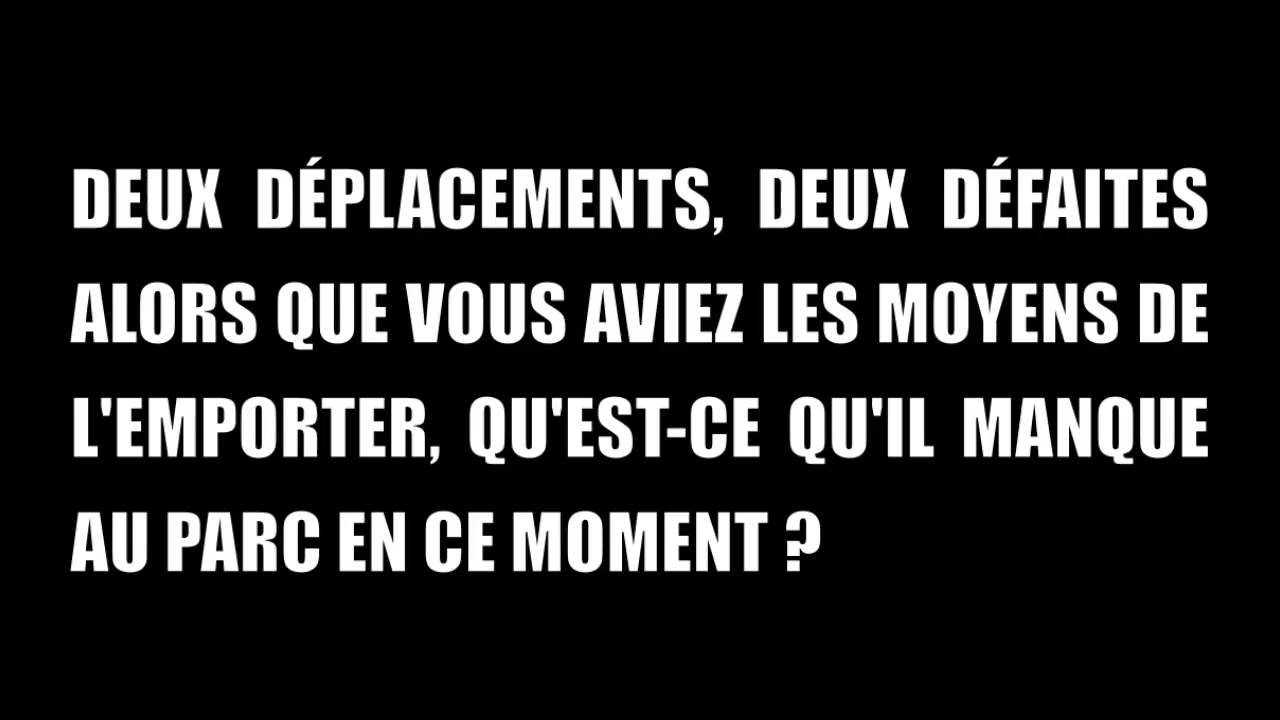 DEUX DÉPLACEMENTS, DEUX DÉFAITES
ALORS QUE VOUS AVIEZ LES MOYENS DE
L'EMPORTER, QU'EST-CE QU'IL MANQUE
AU PARC EN CE MOMENT ?